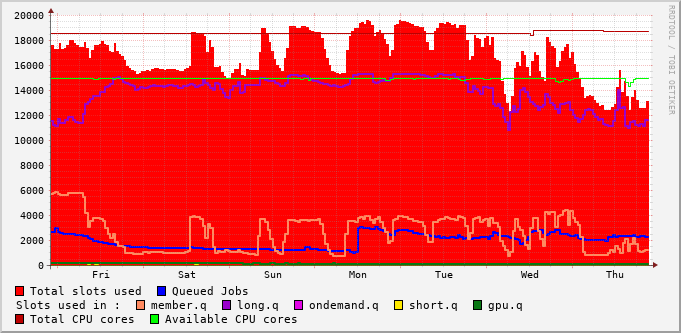 20000
18000
16000
14000
12000
10000
8000
6000
4000
2000
0
Fri Sat Sun Mon Tue Wed Thu
RRDTOOL / TOBI OETIKER
Total slots used Queued Jobs
Slots used in : member.q long.q ondemand.q short.q gpu.q
Total CPU cores Available CPU cores